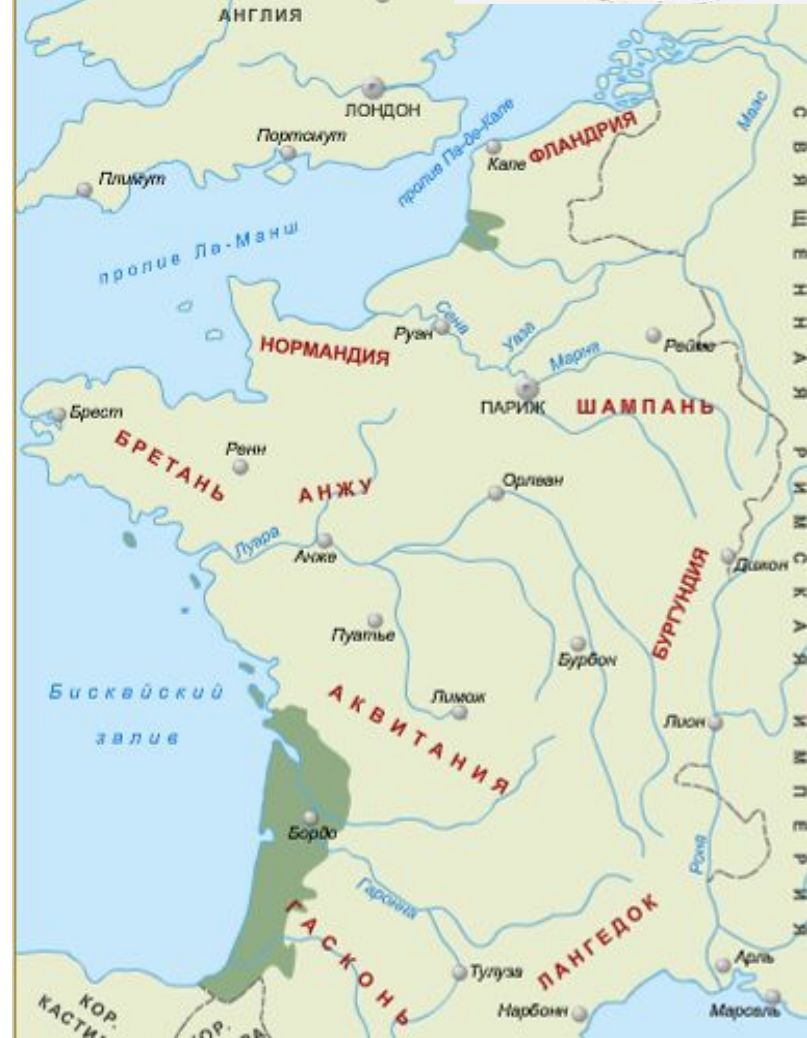 АНГЛИЯ
ЛОНДОН
Портсмут
Плимут
пролив Па-де-Кале
Кале
ФЛАНДРИЯ
Маас
пролив Ла-Манш
НОРМАНДИЯ
Руан
Сена
Уаза
Марна
Реймс
ПАРИЖ
ШАМПАНЬ
Брест
БРЕТАНЬ
Ренн
АНЖУ
Орлеан
Луара
Анже
Дижон
БУРГУНДИЯ
Пуатье
Бурбон
Бискайский
залив
АКВИТАНИЯ
Лимож
Лион
Бордо
Рона
Гаронна
ГАСКОНЬ
ЛАНГЕДОК
Тулуза
Арль
Нарбонн
Марсель
КОР.
КАСТИ
КОР.
СВЯЩЕННАЯ РИМСКАЯ ИМПЕРИЯ